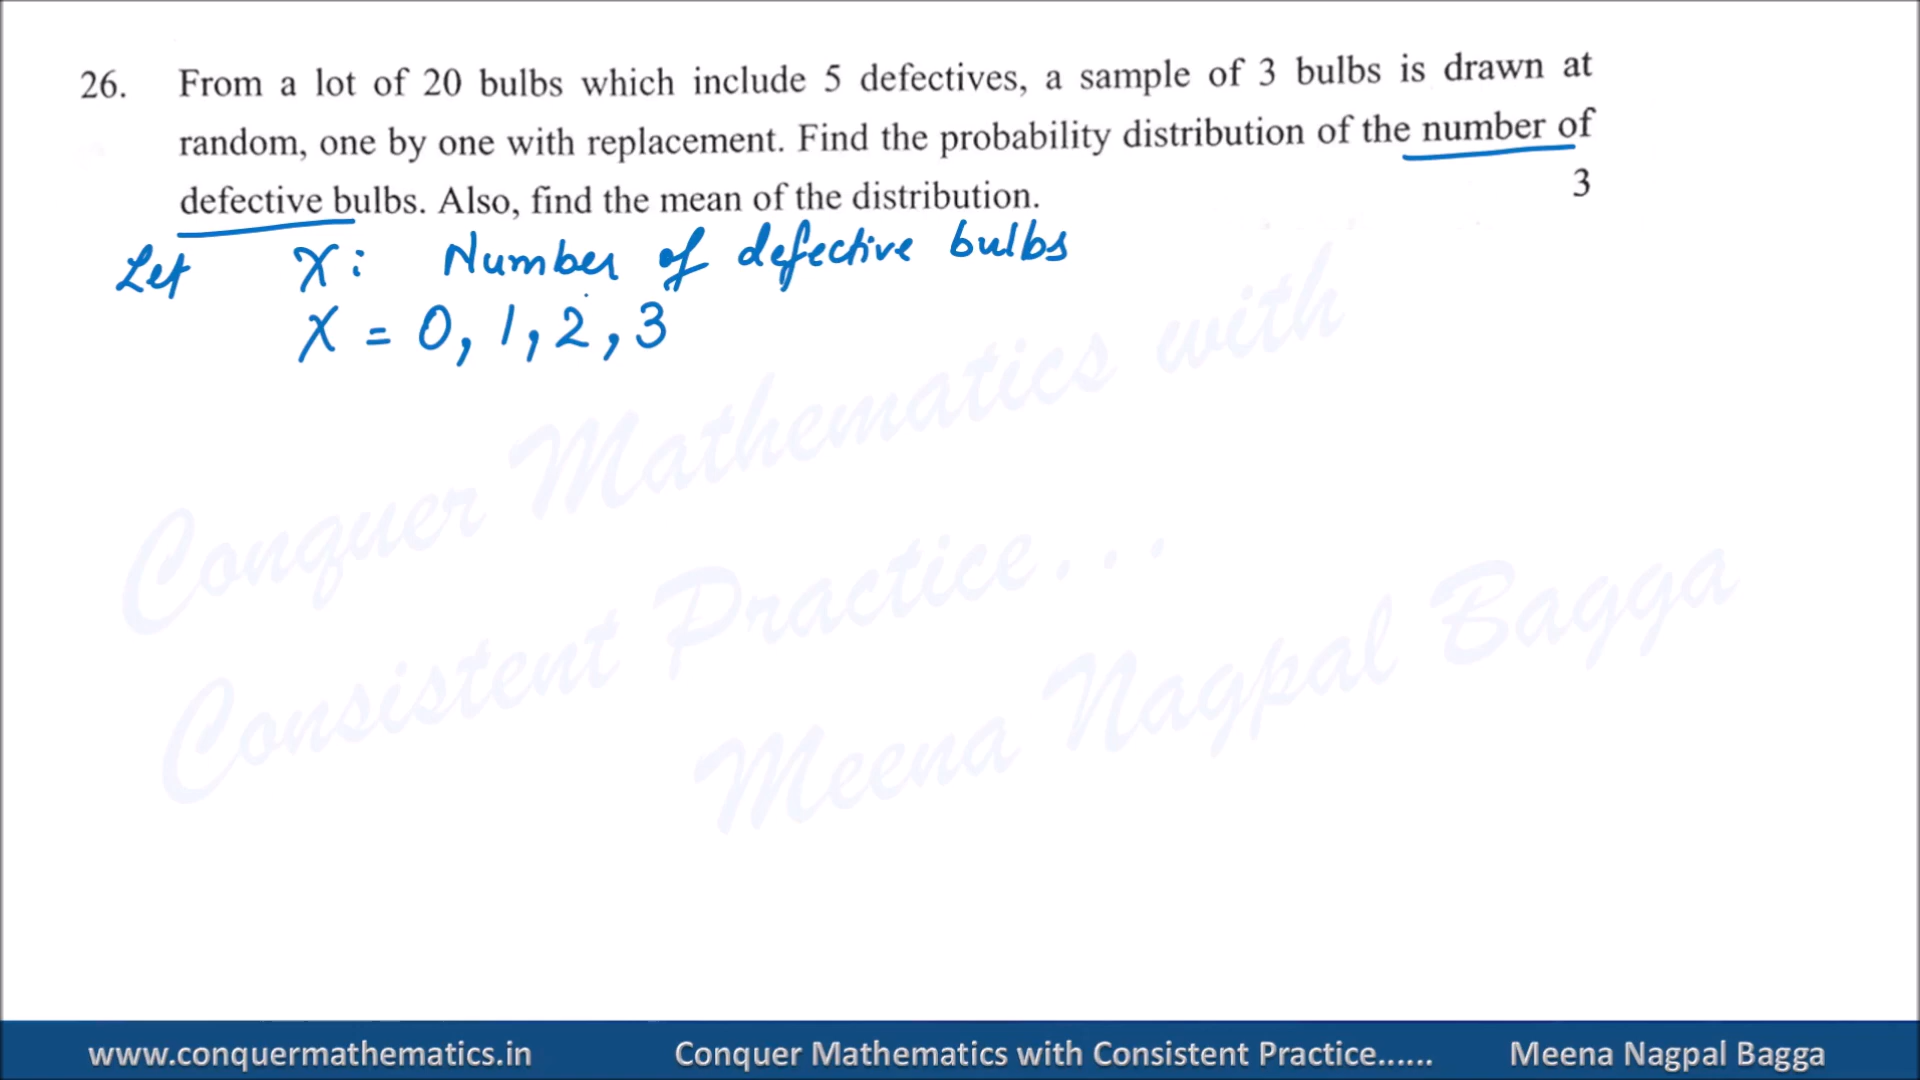 26. From a lot of 20 bulbs which include 5 defectives, a sample of 3 bulbs is drawn at
random, one by one with replacement. Find the probability distribution of the number of
defective bulbs. Also, find the mean of the distribution. 3
Let X: Number of defective bulbs
X = 0, 1, 2, 3
Conquer Mathematics with
Consistent Practice...
Meena Nagpal Bagga
www.conquermathematics.in Conquer Mathematics with Consistent Practice...... Meena Nagpal Bagga